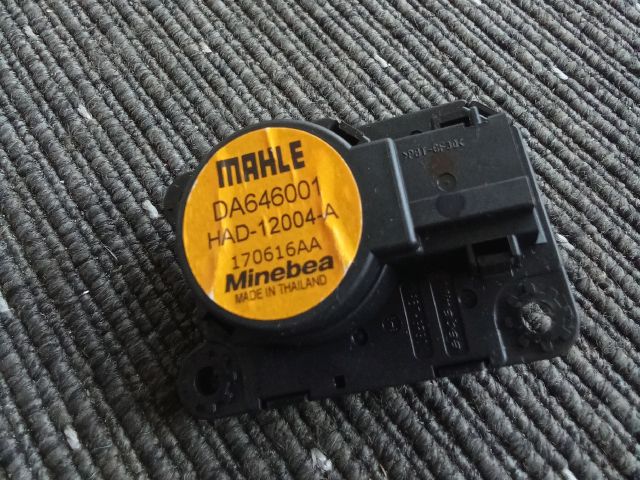 MAHLE
DA646001
HAD-12004-A
170616AA
Minebea
MADE IN THAILAND